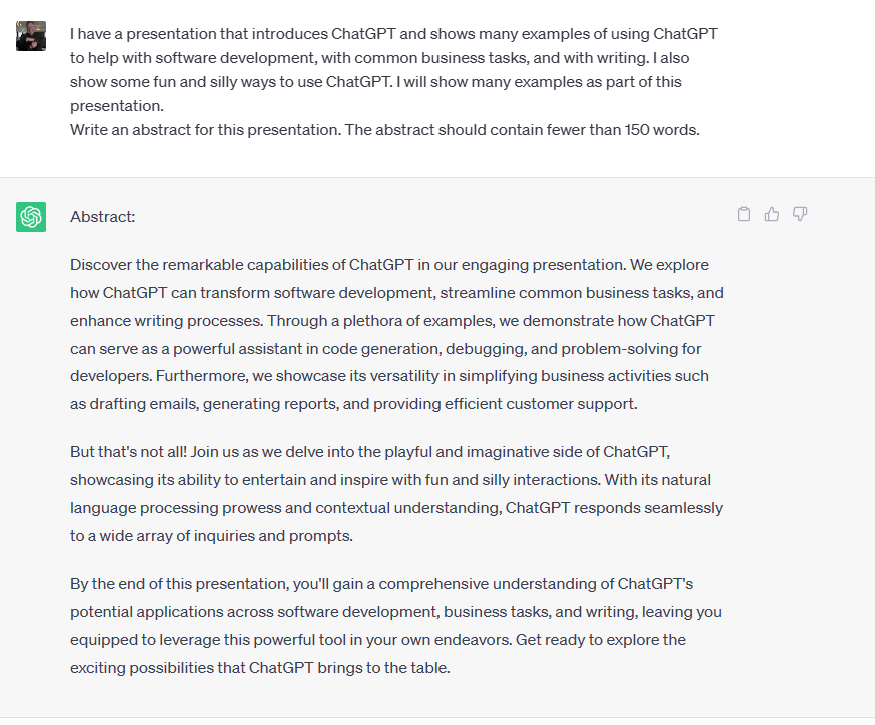 I have a presentation that introduces ChatGPT and shows many examples of using ChatGPT
to help with software development, with common business tasks, and with writing. I also
show some fun and silly ways to use ChatGPT. I will show many examples as part of this
presentation.
Write an abstract for this presentation. The abstract should contain fewer than 150 words.
Abstract:
Discover the remarkable capabilities of ChatGPT in our engaging presentation. We explore
how ChatGPT can transform software development, streamline common business tasks, and
enhance writing processes. Through a plethora of examples, we demonstrate how ChatGPT
can serve as a powerful assistant in code generation, debugging, and problem-solving for
developers. Furthermore, we showcase its versatility in simplifying business activities such
as drafting emails, generating reports, and providing efficient customer support.
But that's not all! Join us as we delve into the playful and imaginative side of ChatGPT,
showcasing its ability to entertain and inspire with fun and silly interactions. With its natural
language processing prowess and contextual understanding, ChatGPT responds seamlessly
to a wide array of inquiries and prompts.
By the end of this presentation, you'll gain a comprehensive understanding of ChatGPT's
potential applications across software development, business tasks, and writing, leaving you
equipped to leverage this powerful tool in your own endeavors. Get ready to explore the
exciting possibilities that ChatGPT brings to the table.